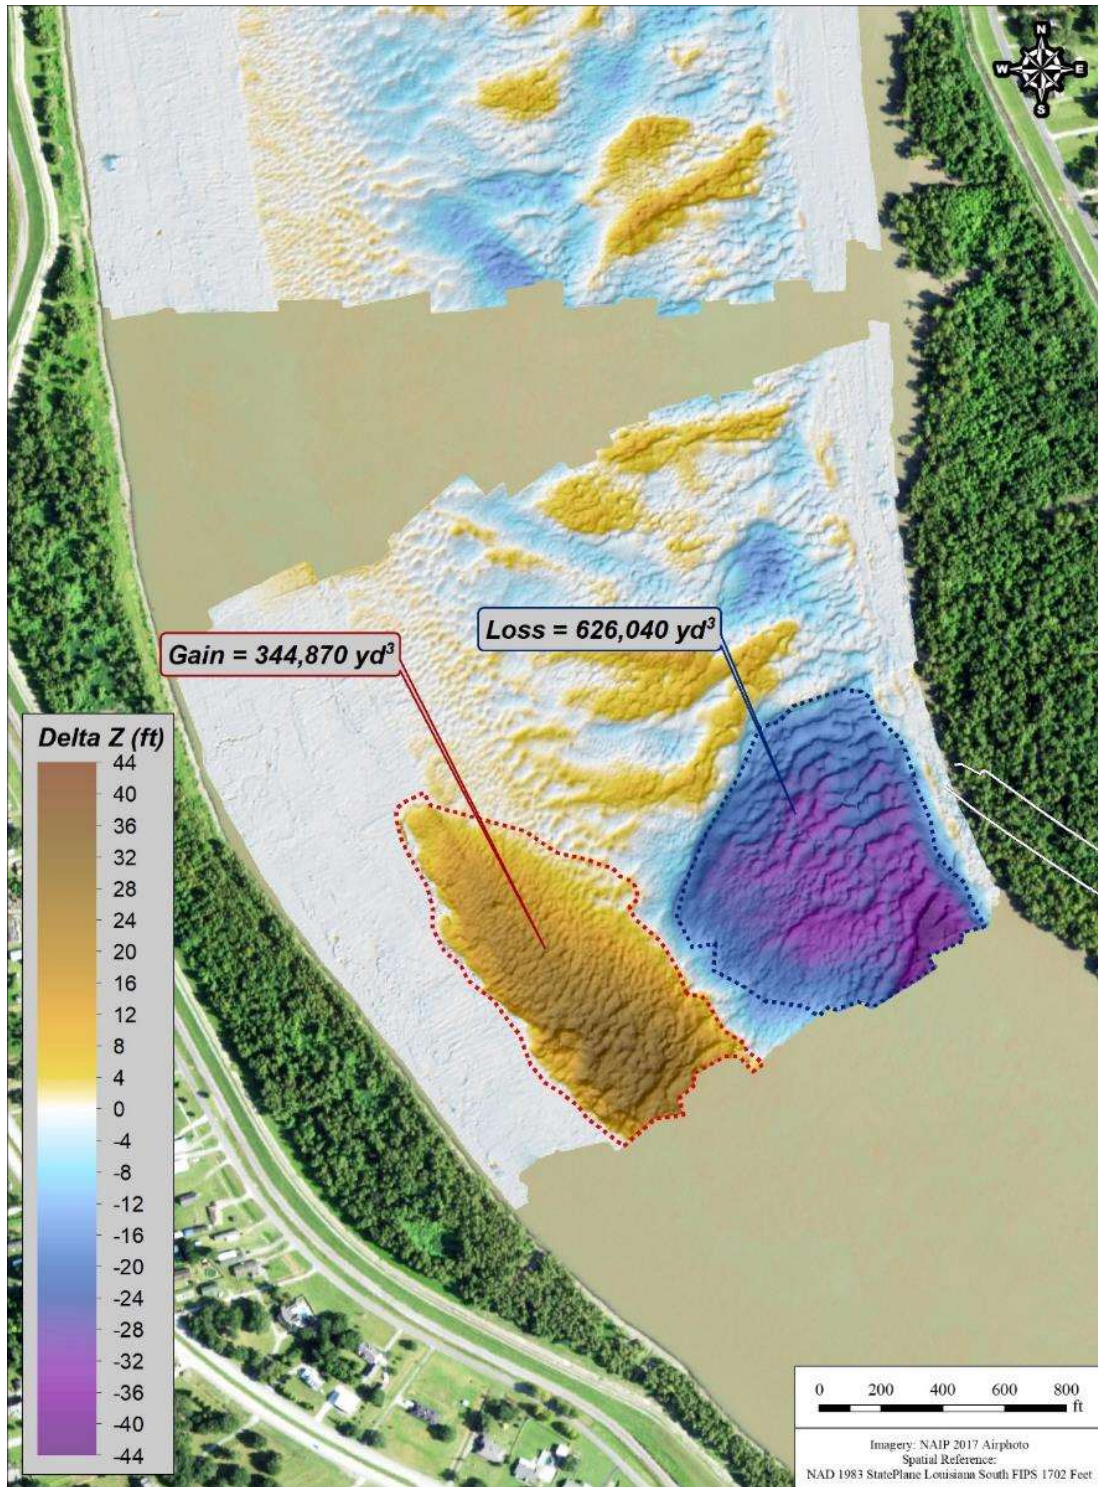 N
W E
S
Loss = 626,040 yd³
Gain = 344,870 yd³
Delta Z (ft)
44
40
36
32
28
24
20
16
12
8
4
0
-4
-8
-12
-16
-20
-24
-28
-32
-36
-40
-44
0 200 400 600 800
ft
Imagery: NAIP 2017 Airphoto
Spatial Reference:
NAD 1983 StatePlane Louisiana South FIPS 1702 Feet